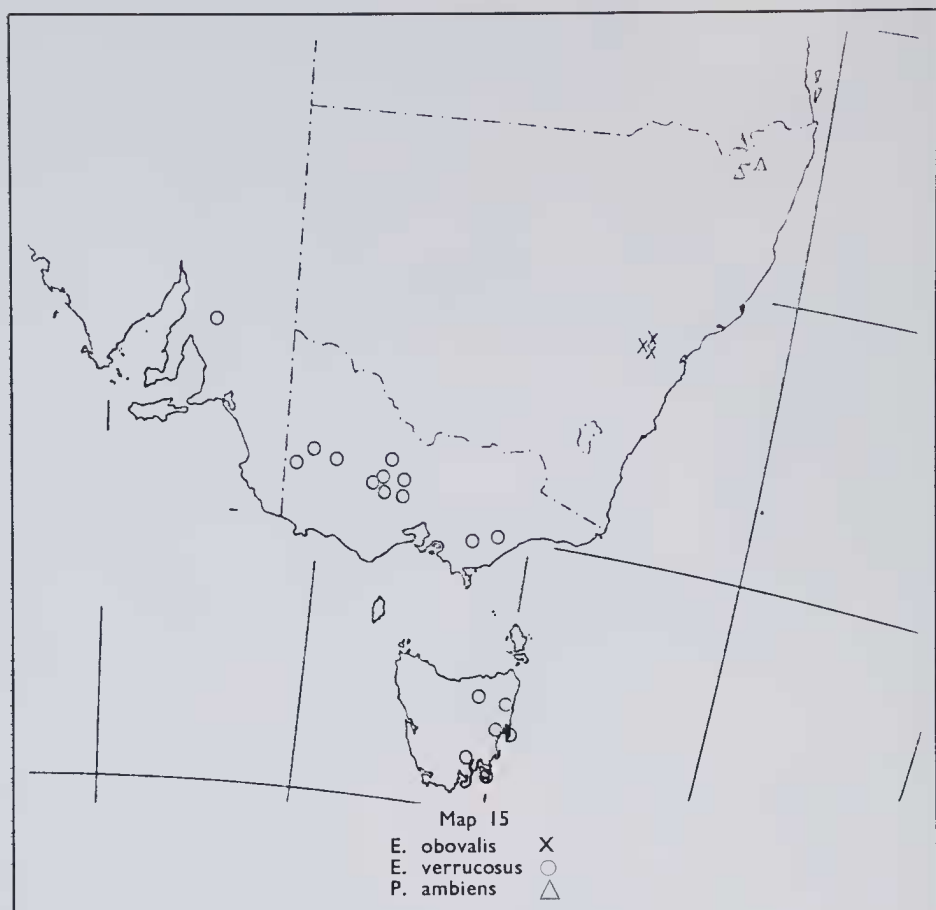 Map 15
E. obovalis X
E. verrucosus ○
P. ambiens △